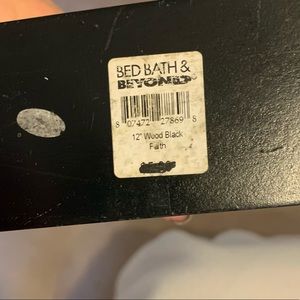 BED BATH &
BEYOND
8 07472 27869 8
12" Wood Black
Faith